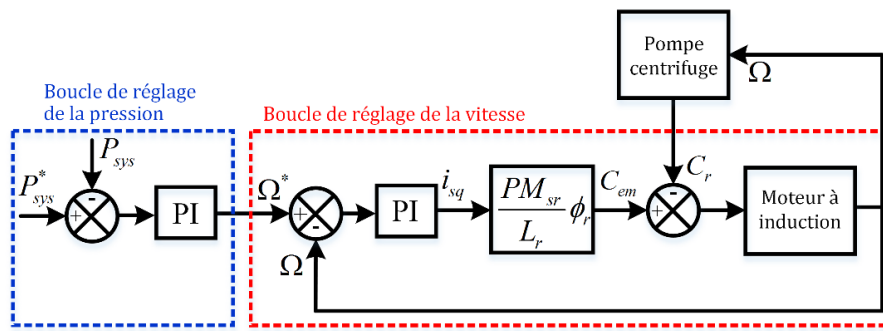 Pompe
centrifuge
Ω
Boucle de réglage
de la pression
Boucle de réglage de la vitesse
P_sys
-
P*_sys
+
PI
Ω*
+
-
Ω
PI
i_sq
PM_sr
L_r
ϕ_r
C_em
-
+
C_r
Moteur à
induction